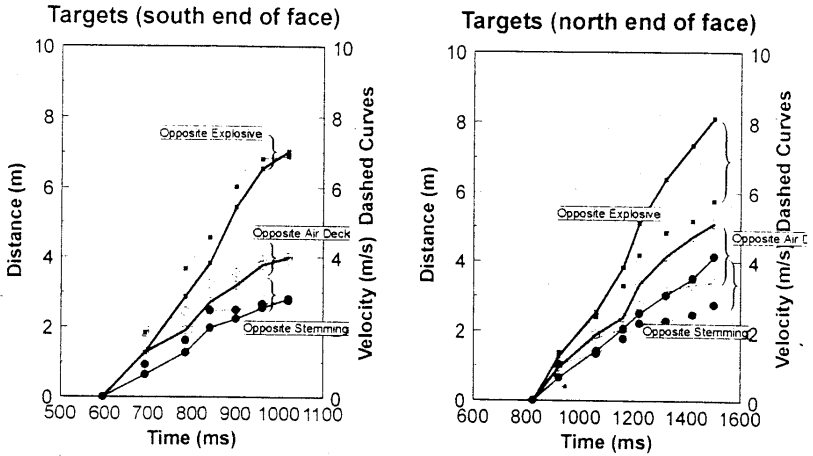 Targets (south end of face)
10
8
6
4
2
0
Distance (m)
10
8
6
4
2
0
Velocity (m/s) Dashed Curves
Opposite Explosive
Opposite Air Deck
Opposite Stemming
500 600 700 800 900 1000 1100
Time (ms)
Targets (north end of face)
10
8
6
4
2
0
Distance (m)
10
8
6
4
2
0
Velocity (m/s) Dashed Curves
Opposite Explosive
Opposite Air D
Opposite Stemming
600 800 1000 1200 1400 1600
Time (ms)